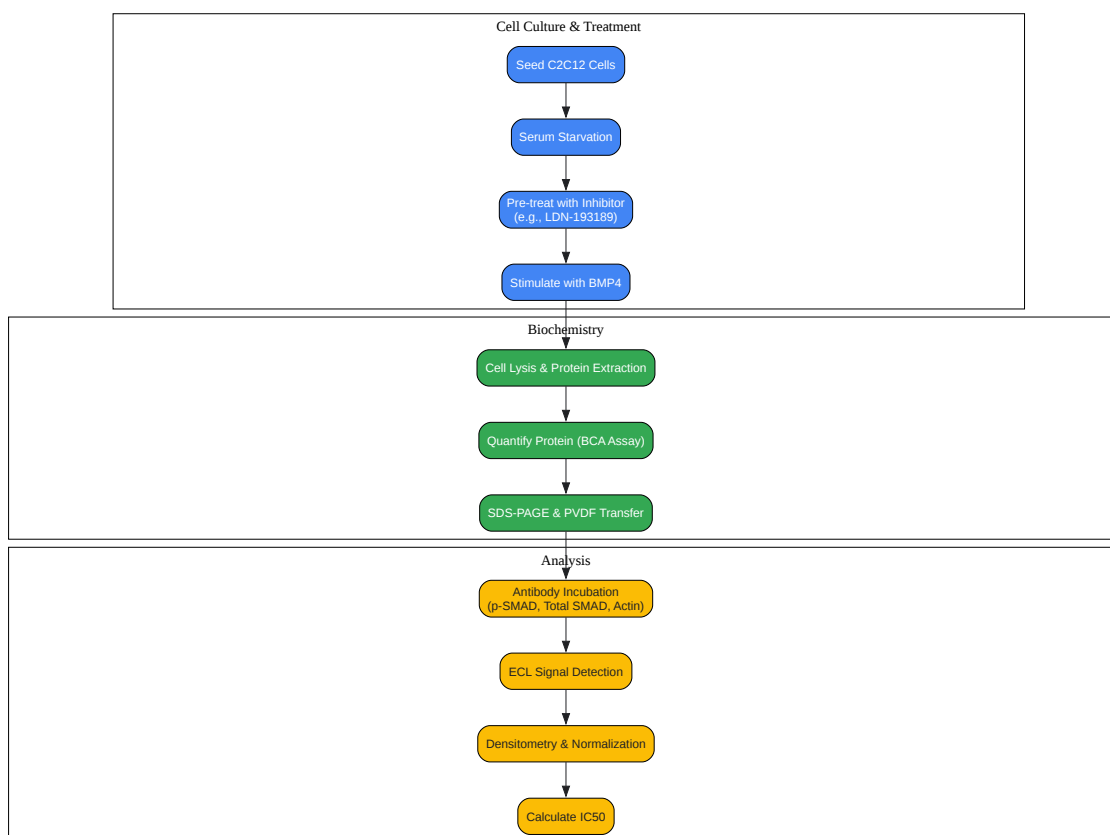 Cell Culture & Treatment
Seed C2C12 Cells
Serum Starvation
Pre-treat with Inhibitor
(e.g., LDN-193189)
Stimulate with BMP4
Biochemistry
Cell Lysis & Protein Extraction
Quantify Protein (BCA Assay)
SDS-PAGE & PVDF Transfer
Analysis
Antibody Incubation
(p-SMAD, Total SMAD, Actin)
ECL Signal Detection
Densitometry & Normalization
Calculate IC50